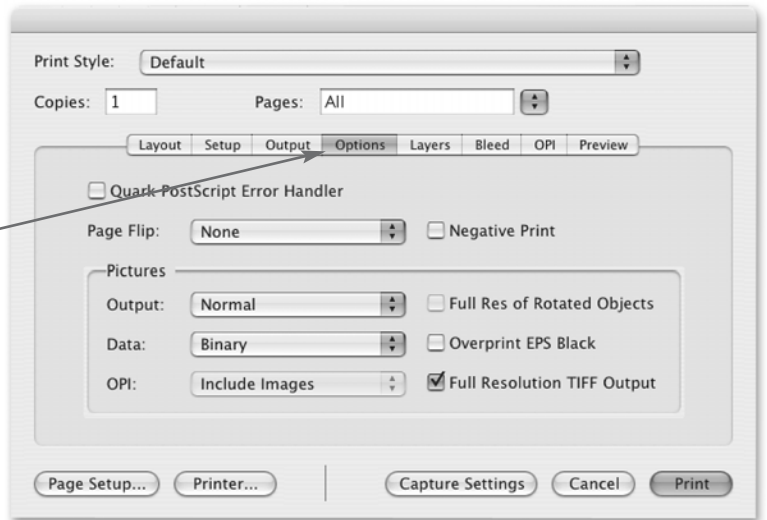 Print Style: Default
Copies: 1 Pages: All
Layout Setup Output Options Layers Bleed OPI Preview
Quark PostScript Error Handler
Page Flip: None Negative Print
Pictures
Output: Normal Full Res of Rotated Objects
Data: Binary Overprint EPS Black
OPI: Include Images Full Resolution TIFF Output
Page Setup... Printer... Capture Settings Cancel Print